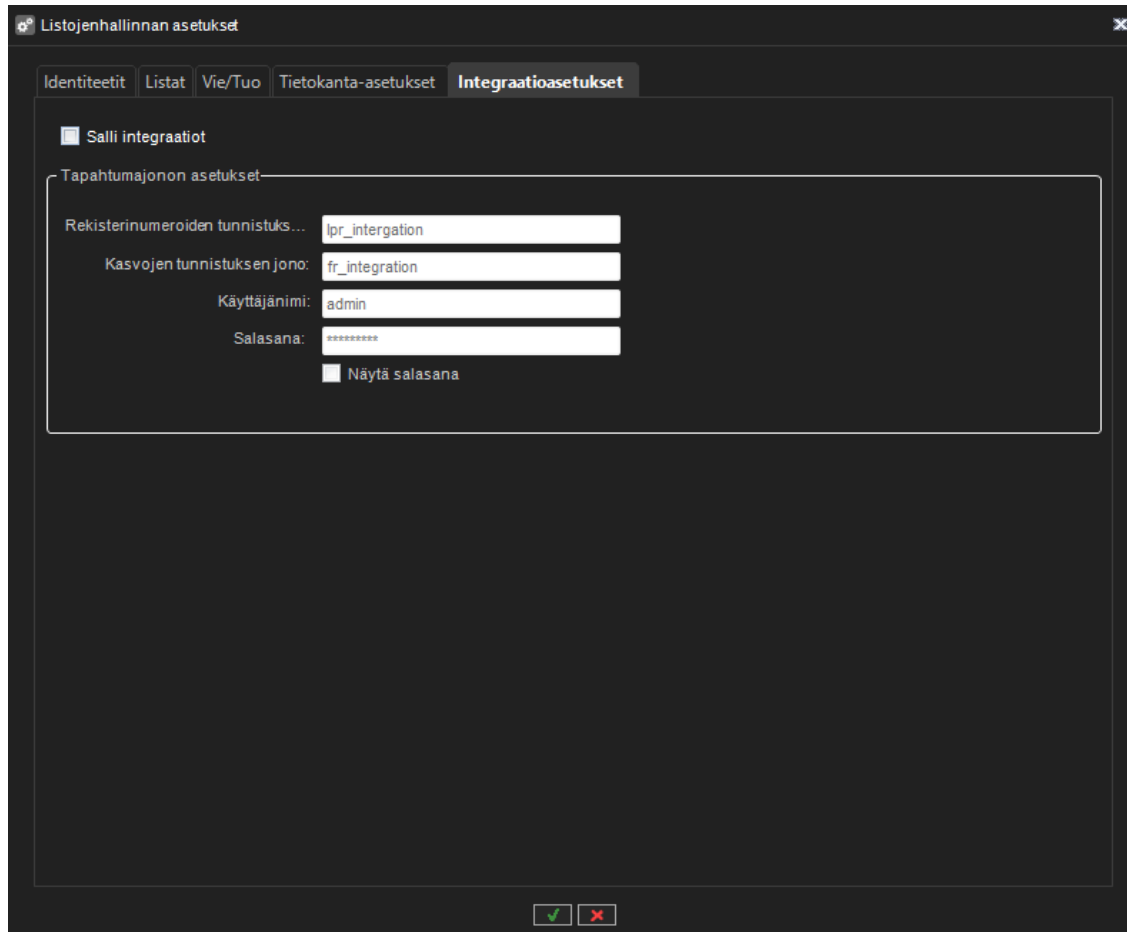 Listojenhallinnan asetukset
Identiteetit Listat Vie/Tuo Tietokanta-asetukset Integraatioasetukset
Salli integraatiot
Tapahtumajonon asetukset
Rekisterinumeroiden tunnistuks... lpr_intergation
Kasvojen tunnistuksen jono: fr_integration
Käyttäjänimi: admin
Salasana: *********
Näytä salasana